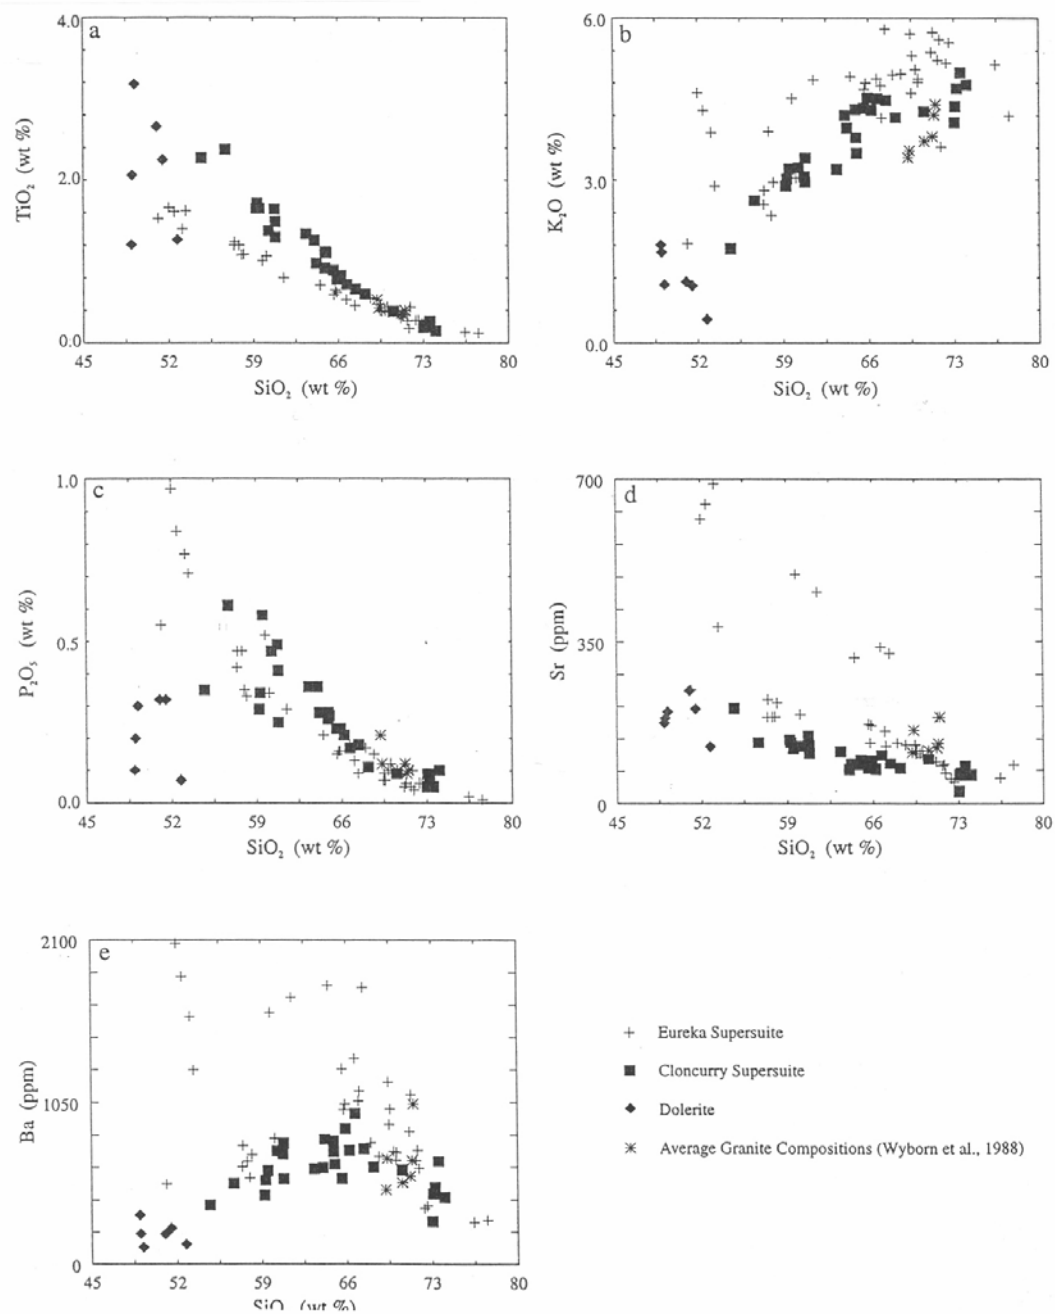 a
4.0
2.0
0.0
TiO₂ (wt %)
45 52 59 66 73 80
SiO₂ (wt %)
b
6.0
3.0
0.0
K₂O (wt %)
45 52 59 66 73 80
SiO₂ (wt %)
c
1.0
0.5
0.0
P₂O₅ (wt %)
45 52 59 66 73 80
SiO₂ (wt %)
d
700
350
0
Sr (ppm)
45 52 59 66 73 80
SiO₂ (wt %)
e
2100
1050
0
Ba (ppm)
45 52 59 66 73 80
SiO₂ (wt %)
Eureka Supersuite
Cloncurry Supersuite
Dolerite
Average Granite Compositions (Wyborn et al., 1988)